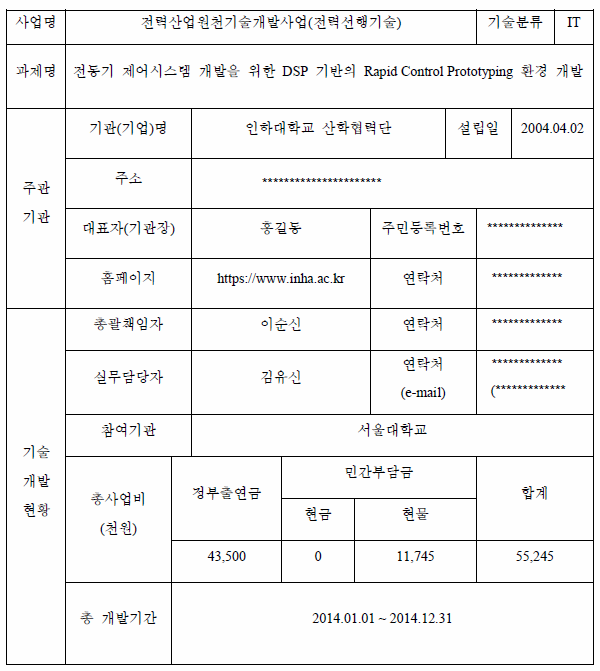 사업명 전력산업원천기술개발사업(전력선행기술) 기술분류 IT
과제명 전동기 제어시스템 개발을 위한 DSP 기반의 Rapid Control Prototyping 환경 개발
주관
기관
기관(기업)명 인하대학교 산학협력단 설립일 2004.04.02
주소 **********************
대표자(기관장) 홍길동 주민등록번호 **************
홈페이지 https://www.inha.ac.kr 연락처 *************
기술
개발
현황
총괄책임자 이순신 연락처 *************
실무담당자 김유신 연락처
(e-mail)
*************
(*************
참여기관 서울대학교
총사업비
(천원)
정부출연금 민간부담금 합계
현금 현물
43,500 0 11,745 55,245
총 개발기간 2014.01.01 ~ 2014.12.31